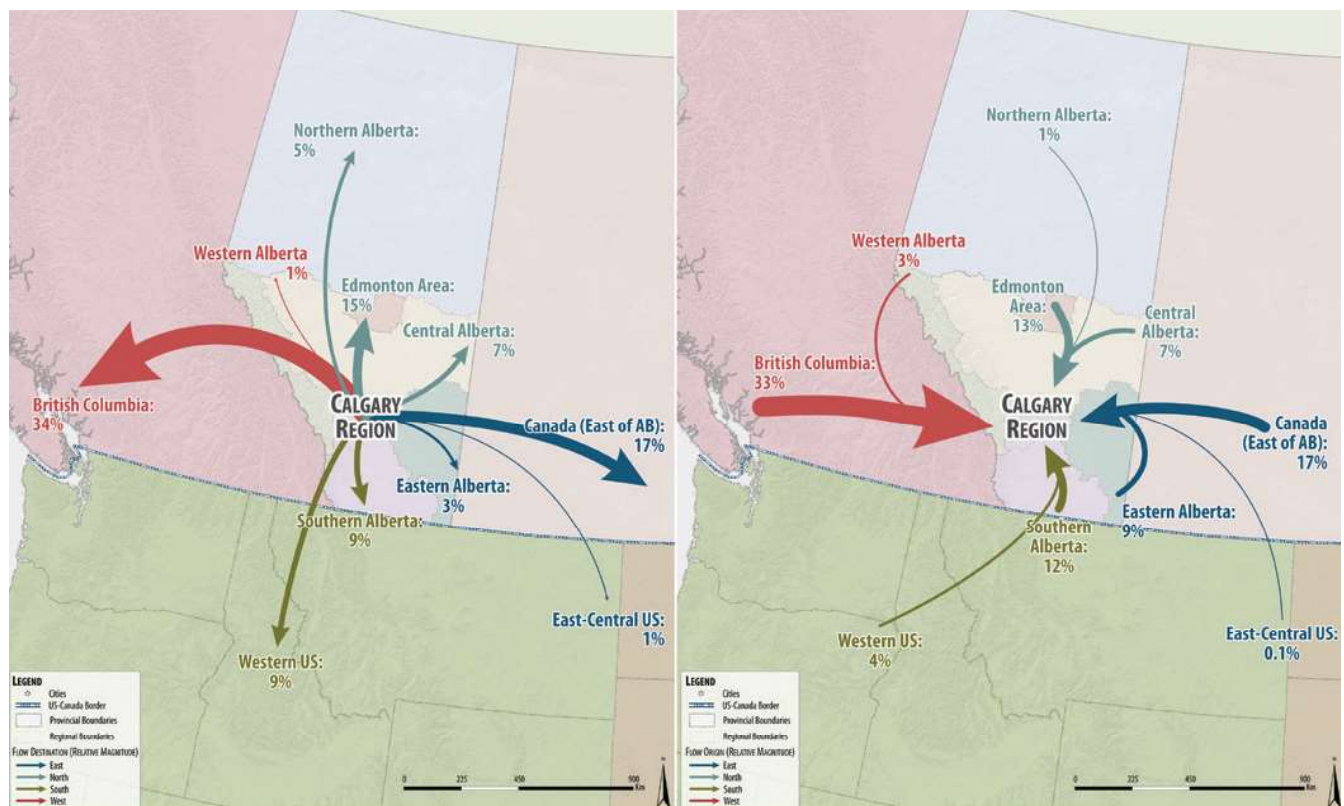 Northern Alberta:
5%
Western Alberta
1%
Edmonton Area:
15%
Central Alberta:
7%
British Columbia:
34%
CALGARY
REGION
Canada (East of AB):
17%
Eastern Alberta:
3%
Southern Alberta:
9%
East-Central US:
1%
Western US:
9%
LEGEND
Cities
US-Canada Border
Provincial Boundaries
Regional Boundaries
FLOW DESTINATION (RELATIVE MAGNITUDE)
East
North
South
West
0 225 450 900
Km
N
Northern Alberta:
1%
Western Alberta
3%
Edmonton
Area:
13%
Central
Alberta:
7%
British Columbia:
33%
CALGARY
REGION
Canada
(East of AB):
17%
Eastern Alberta:
9%
Southern
Alberta:
12%
East-Central US:
0.1%
Western US:
4%
LEGEND
Cities
US-Canada Border
Provincial Boundaries
Regional Boundaries
FLOW ORIGIN (RELATIVE MAGNITUDE)
East
North
South
West
0 225 450 900
Km
N